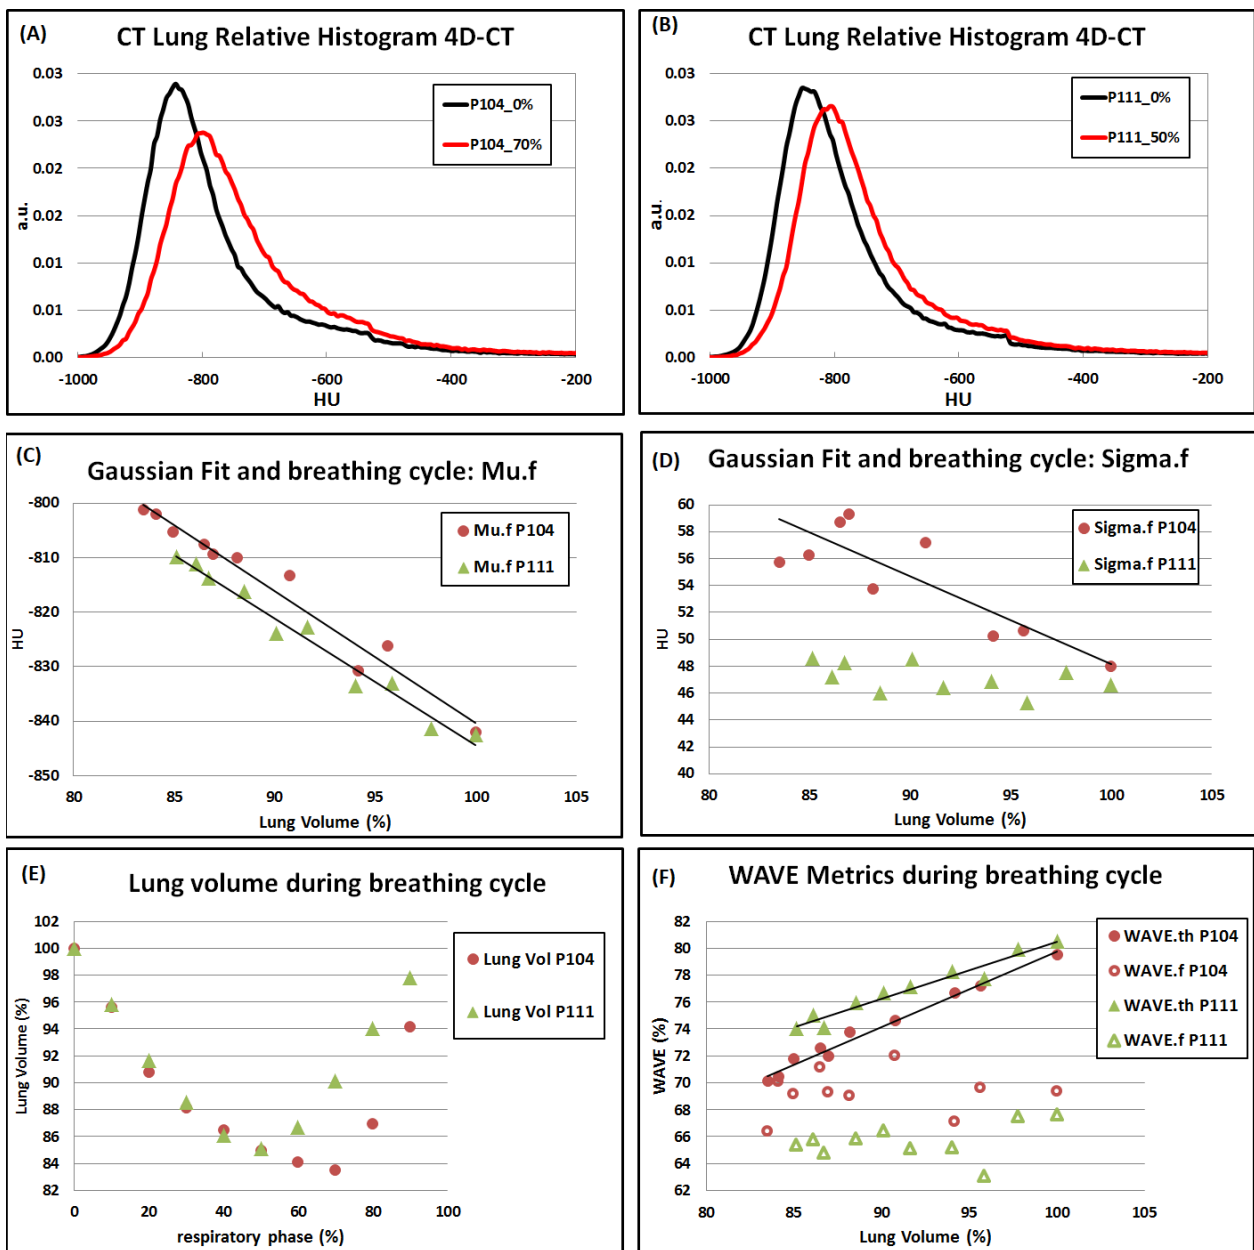 (A)
CT Lung Relative Histogram 4D-CT
0.03
0.03
0.02
0.02
0.01
0.01
0.00
a.u.
P104_0%
P104_70%
-1000 -800 -600 -400 -200
HU
(B)
CT Lung Relative Histogram 4D-CT
0.03
0.03
0.02
0.02
0.01
0.01
0.00
a.u.
P111_0%
P111_50%
-1000 -800 -600 -400 -200
HU
(C)
Gaussian Fit and breathing cycle: Mu.f
-800
-810
-820
-830
-840
-850
HU
Mu.f P104
Mu.f P111
80 85 90 95 100 105
Lung Volume (%)
(D)
Gaussian Fit and breathing cycle: Sigma.f
60
58
56
54
52
50
48
46
44
42
40
HU
Sigma.f P104
Sigma.f P111
80 85 90 95 100 105
Lung Volume (%)
(E)
Lung volume during breathing cycle
102
100
98
96
94
92
90
88
86
84
82
Lung Volume (%)
Lung Vol P104
Lung Vol P111
0 20 40 60 80 100
respiratory phase (%)
(F)
WAVE Metrics during breathing cycle
82
80
78
76
74
72
70
68
66
64
62
WAVE (%)
WAVE.th P104
WAVE.f P104
WAVE.th P111
WAVE.f P111
80 85 90 95 100 105
Lung Volume (%)